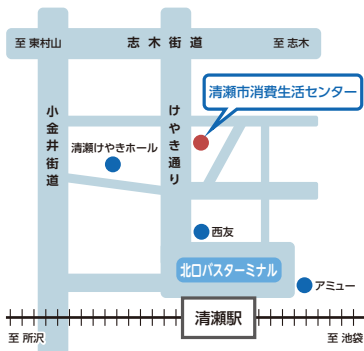 至 東村山
志木街道
至 志木
清瀬市消費生活センター
小金井街道
けやき通り
清瀬けやきホール
西友
北口バスターミナル
アミュー
清瀬駅
至 所沢
至 池袋